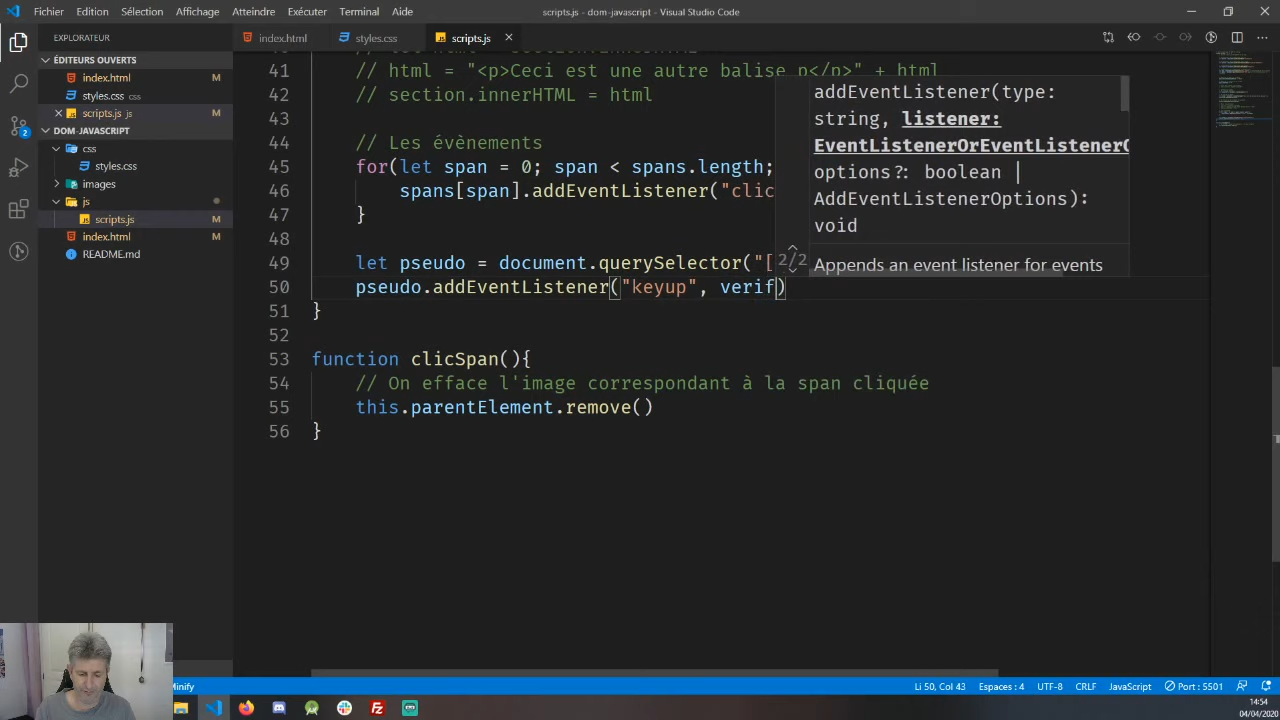 Fichier Édition Sélection Affichage Atteindre Exécuter Terminal Aide
scripts.js - dom-javascript - Visual Studio Code
EXPLORATEUR
index.html
styles.css
scripts.js
ÉDITEURS OUVERTS
index.html M
styles.css css
scripts.js js M
DOM-JAVASCRIPT
css
styles.css
images
js
scripts.js M
index.html M
README.md
2
41 // html = "<p>Ceci est une autre balise p</p>" + html
42 // section.innerHTML = html
43
44 // Les évènements
45 for(let span = 0; span < spans.length;
46 spans[span].addEventListener("clic
47 }
48
49 let pseudo = document.querySelector("[
50 pseudo.addEventListener("keyup", verif)
51 }
52
53 function clicSpan(){
54 // On efface l'image correspondant à la span cliquée
55 this.parentElement.remove()
56 }
2/2
addEventListener(type:
string, listener:
EventListenerOrEventListenerO
options?: boolean |
AddEventListenerOptions):
void
Appends an event listener for events
Minify
Li 50, Col 43 Espaces : 4 UTF-8 CRLF JavaScript Port : 5501
14:54
04/04/2020